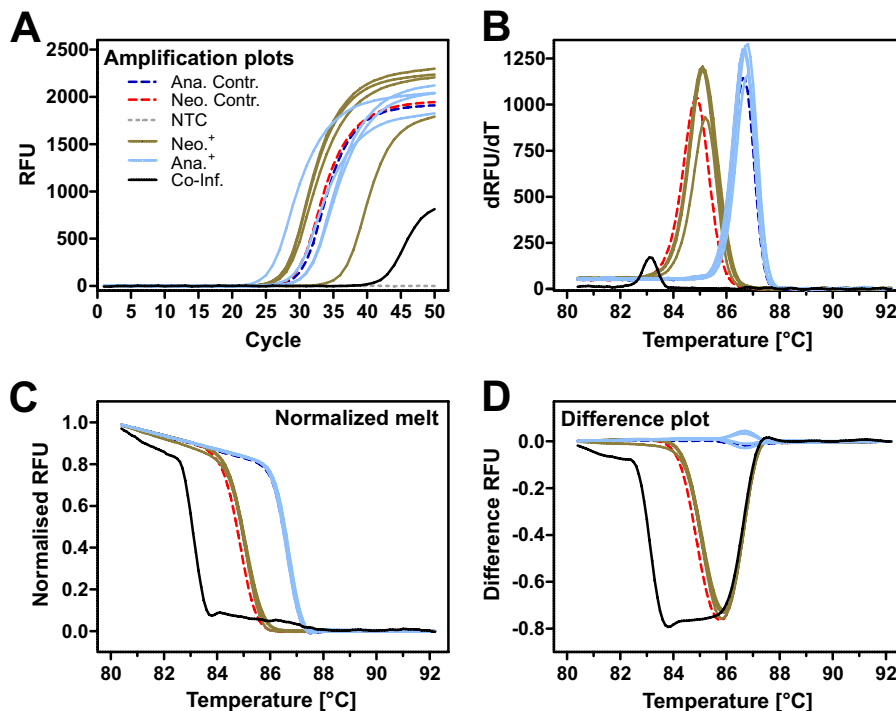 A
Amplification plots
Ana. Contr.
Neo. Contr.
NTC
Neo.+
Ana.+
Co-Inf.
RFU
2500
2000
1500
1000
500
0
1 5 10 15 20 25 30 35 40 45 50
Cycle
B
dRFU/dT
1250
1000
750
500
250
0
80 82 84 86 88 90 92
Temperature [°C]
C
Normalized melt
Normalised RFU
1.0
0.8
0.6
0.4
0.2
0.0
80 82 84 86 88 90 92
Temperature [°C]
D
Difference plot
Difference RFU
0.0
-0.2
-0.4
-0.6
-0.8
80 82 84 86 88 90 92
Temperature [°C]